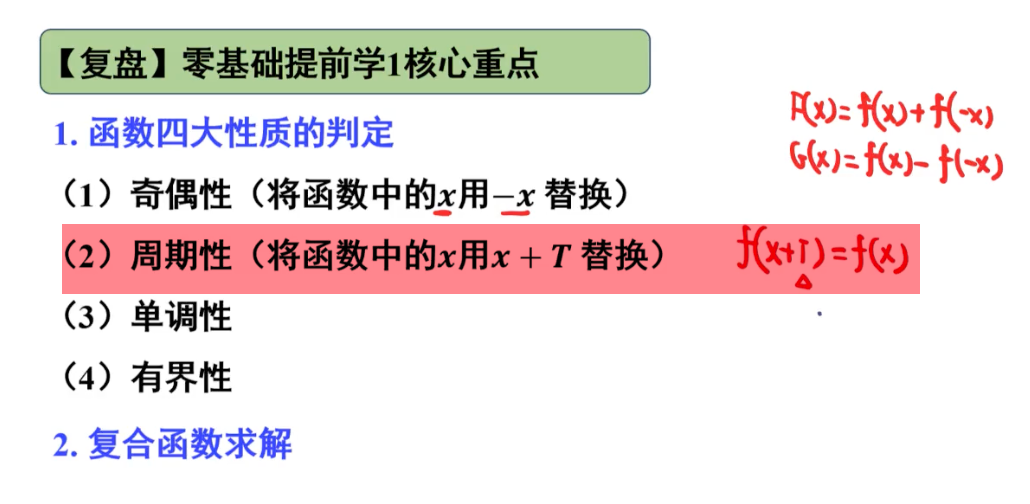 【复盘】零基础提前学1核心重点
1. 函数四大性质的判定
F(x)=f(x)+f(-x)
G(x)=f(x)-f(-x)
（1）奇偶性（将函数中的x用-x 替换）
（2）周期性（将函数中的x用x + T 替换） f(x+T)=f(x)
（3）单调性
（4）有界性
2. 复合函数求解